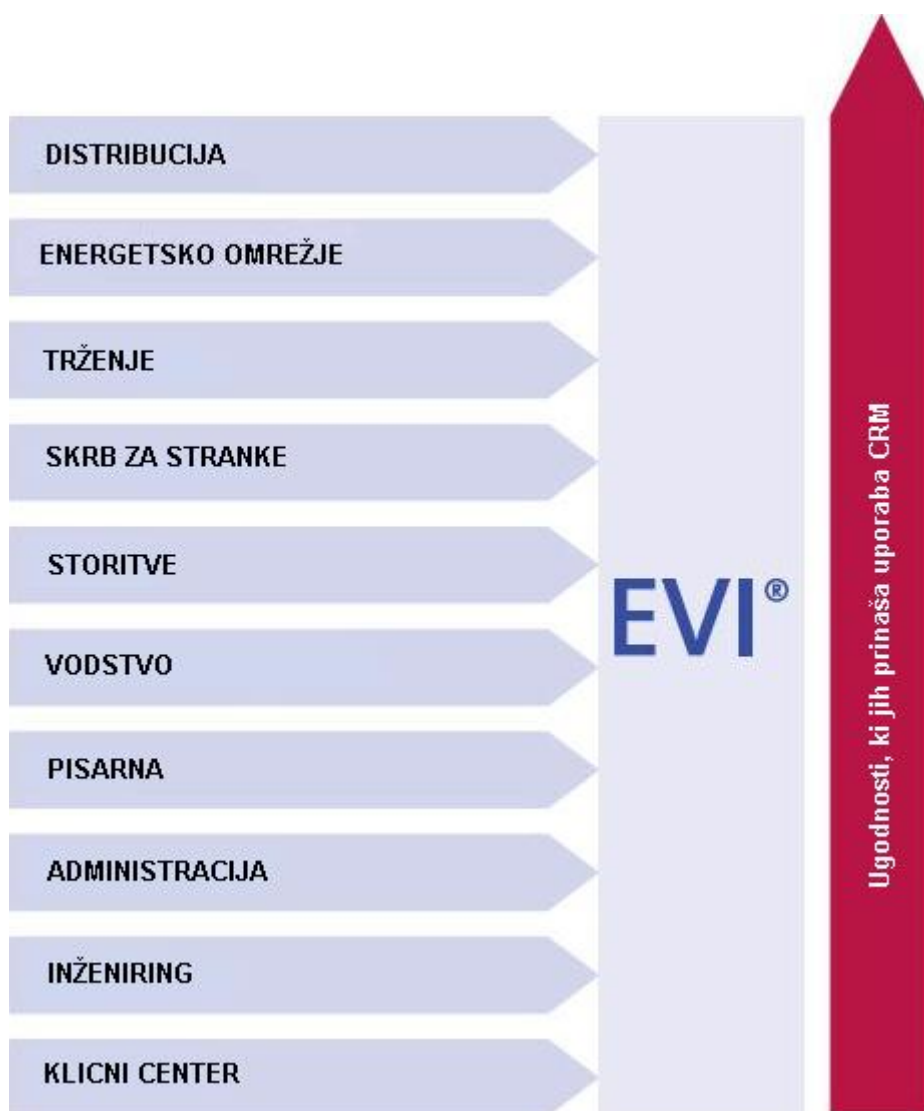 DISTRIBUCIJA
ENERGETSKO OMREŽJE
TRŽENJE
SKRB ZA STRANKE
STORITVE
VODSTVO
PISARNA
ADMINISTRACIJA
INŽENIRING
KLICNI CENTER
EVI®
Ugodnosti, ki jih prinaša uporaba CRM